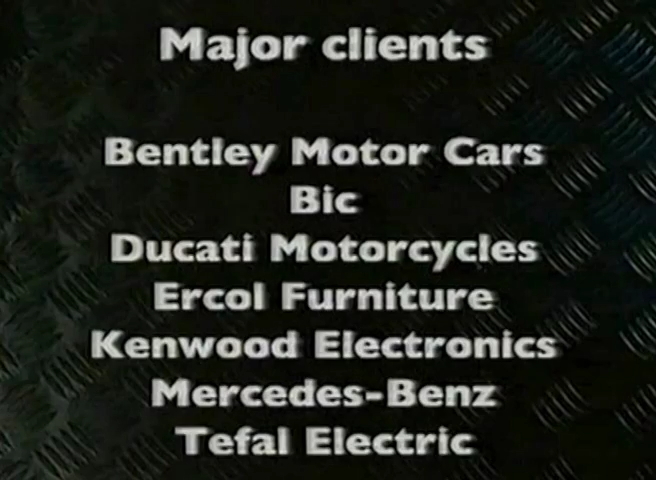 Major clients
Bentley Motor Cars
Bic
Ducati Motorcycles
Ercol Furniture
Kenwood Electronics
Mercedes-Benz
Tefal Electric